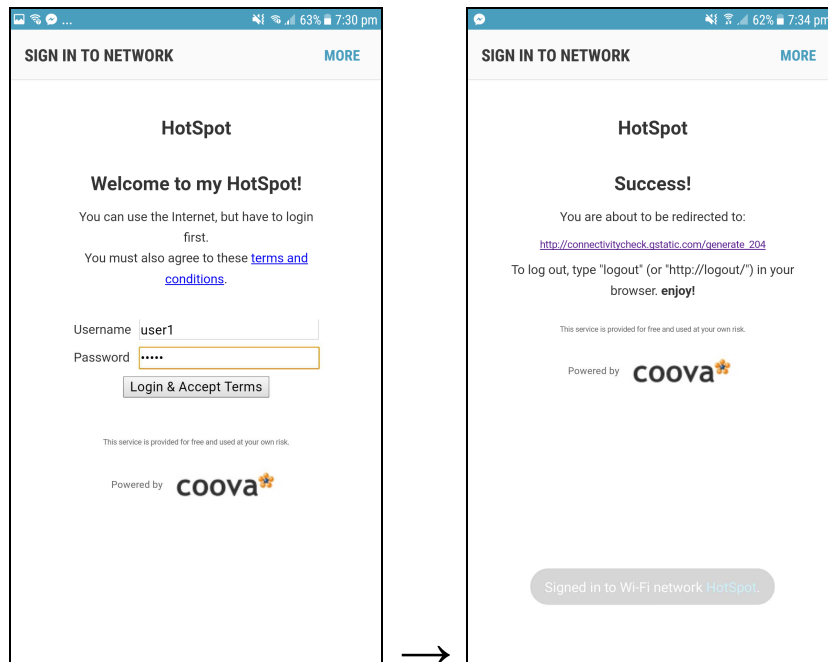 ... 63% 7:30 pm
SIGN IN TO NETWORK MORE
HotSpot
Welcome to my HotSpot!
You can use the Internet, but have to login
first.
You must also agree to these terms and
conditions.
Username user1
Password •••••
Login & Accept Terms
This service is provided for free and used at your own risk.
Powered by coova
62% 7:34 pm
SIGN IN TO NETWORK MORE
HotSpot
Success!
You are about to be redirected to:
http://connectivitycheck.gstatic.com/generate_204
To log out, type "logout" (or "http://logout/") in your
browser. enjoy!
This service is provided for free and used at your own risk.
Powered by coova
Signed in to Wi-Fi network HotSpot.